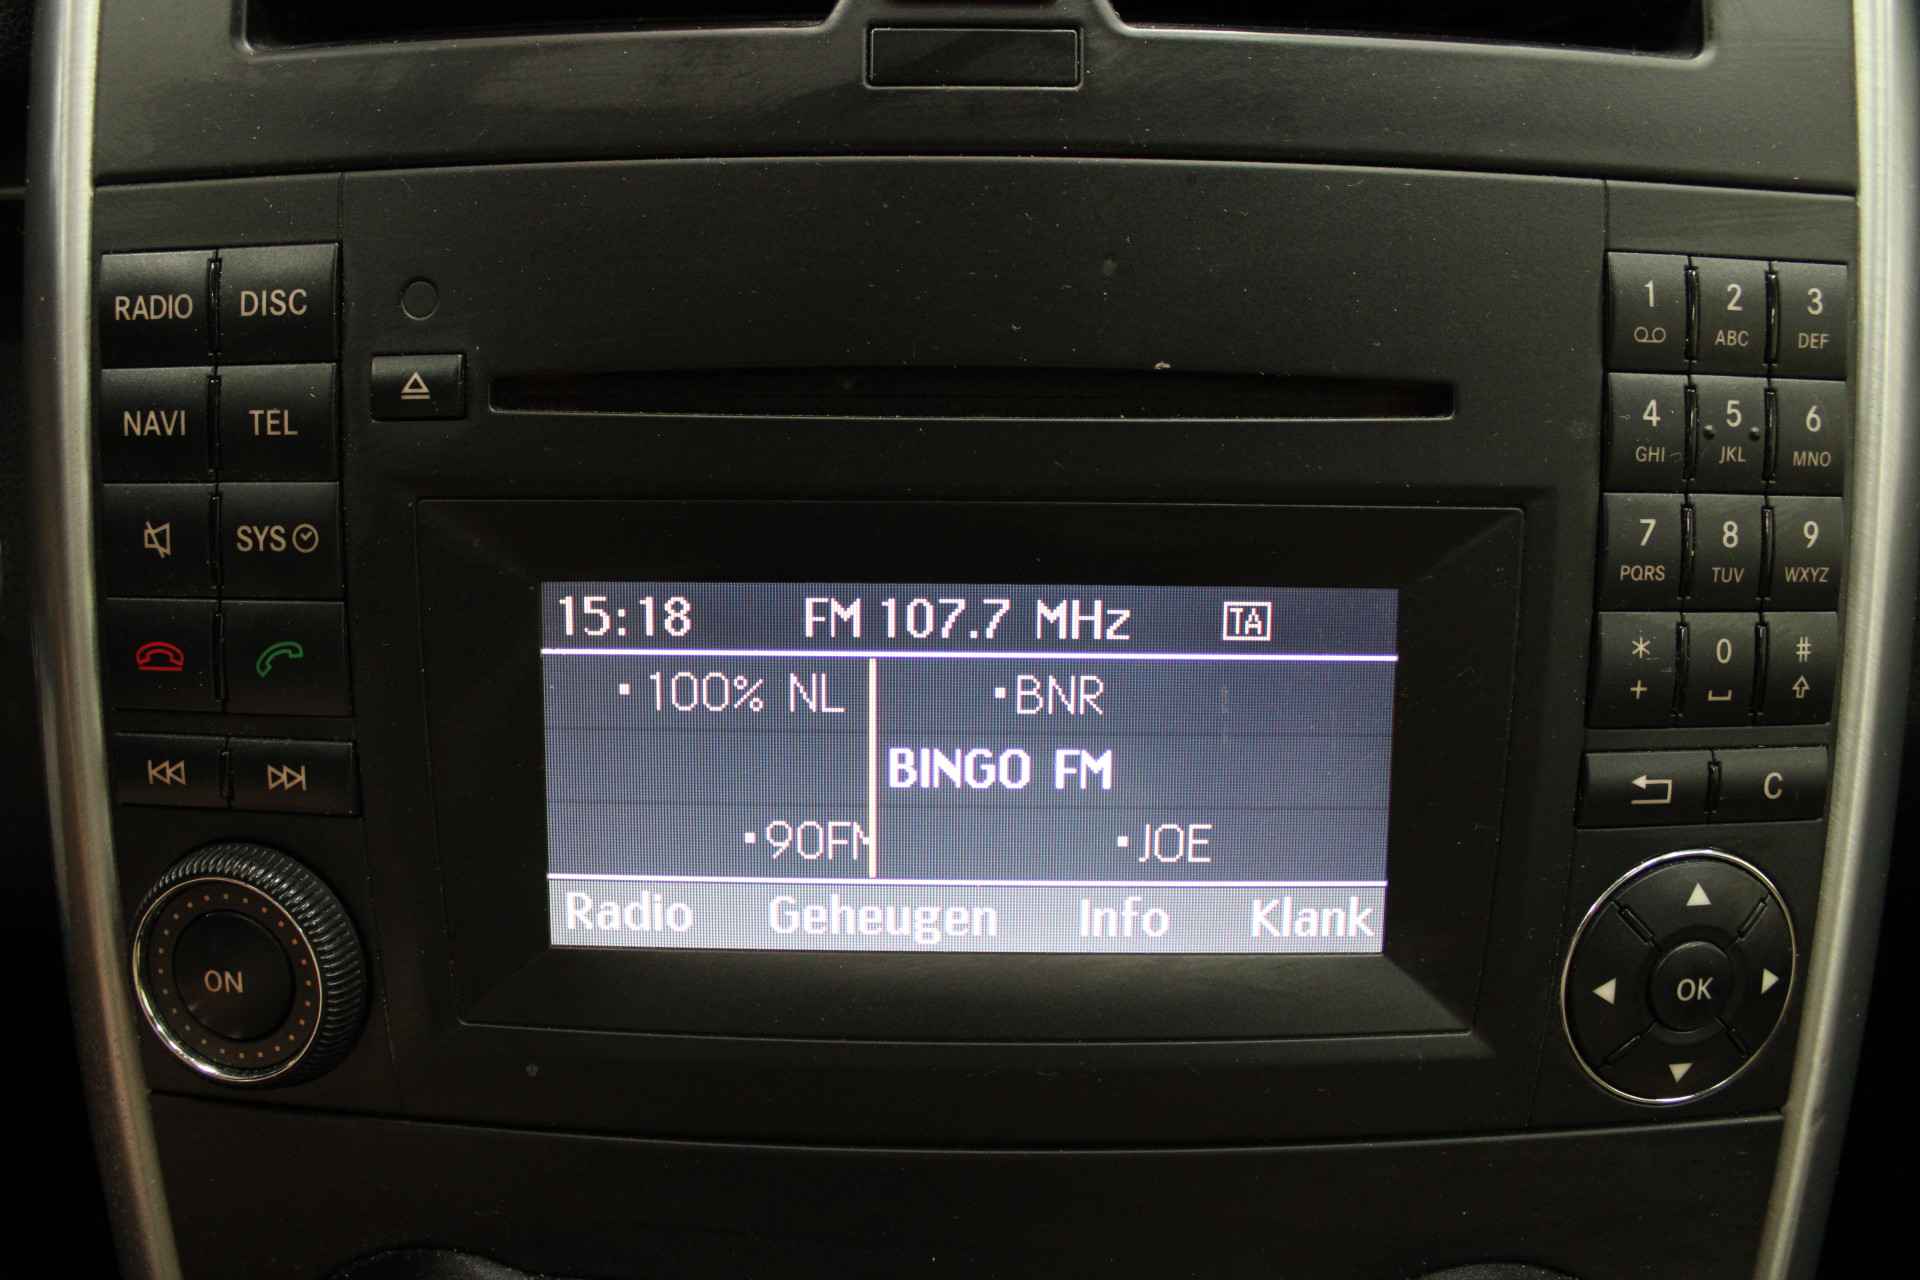 RADIO DISC
NAVI TEL
SYS
ON
15:18 FM 107.7 MHz TA
100% NL BNR
BINGO FM
90FM JOE
Radio Geheugen Info Klank
1 2 3
ABC DEF
4 5 6
GHI JKL MNO
7 8 9
PQRS TUV WXYZ
* 0 #
+
C
OK